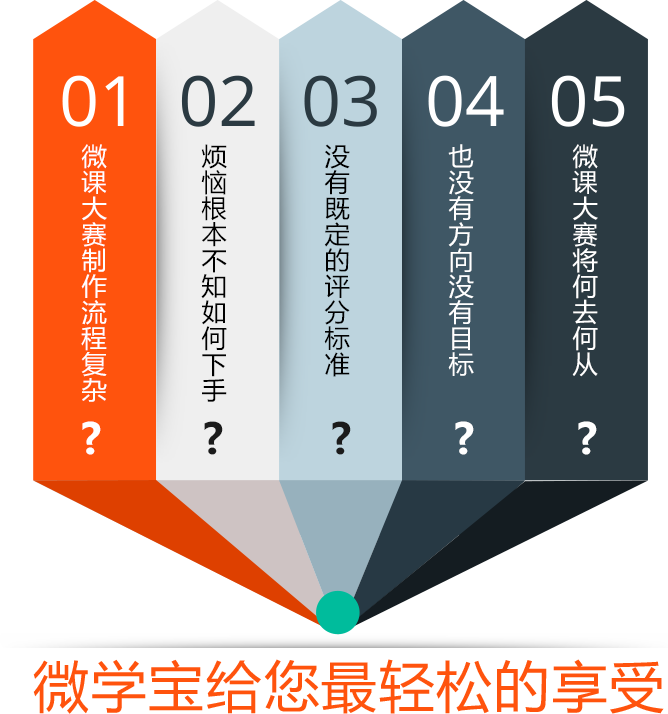 01
微课大赛制作流程复杂
?
02
烦恼根本不知如何下手
?
03
没有既定的评分标准
?
04
也没有方向没有目标
?
05
微课大赛将何去何从
?
微学宝给您最轻松的享受